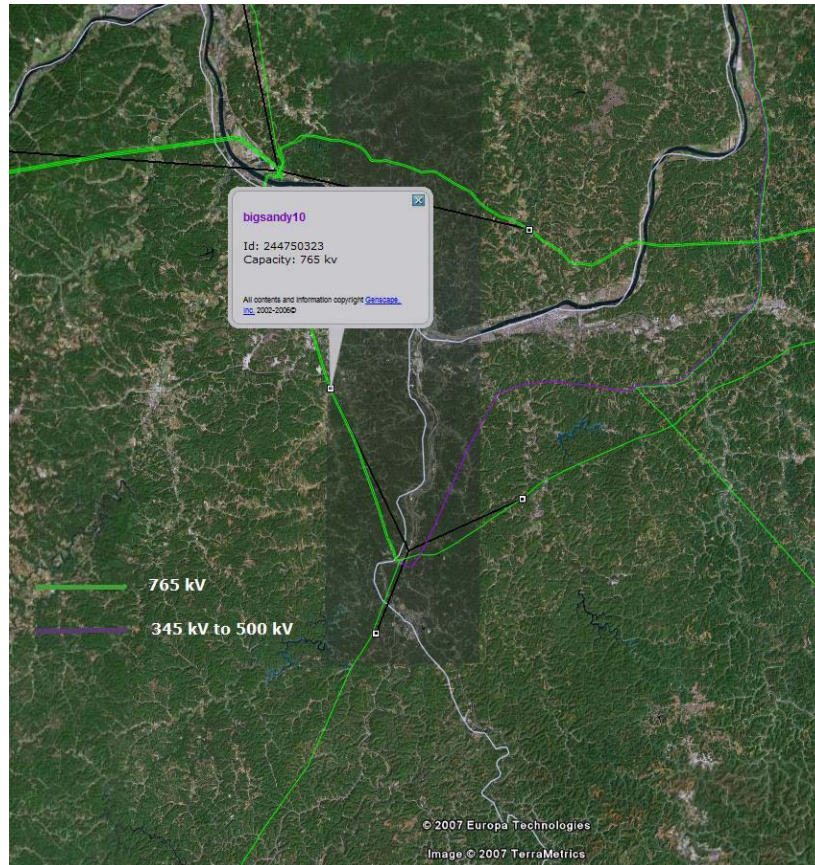 bigsandy10
Id: 244750323
Capacity: 765 kv
All contents and information copyright Genscape,
Inc. 2002-2006©
765 kV
345 kV to 500 kV
© 2007 Europa Technologies
Image © 2007 TerraMetrics